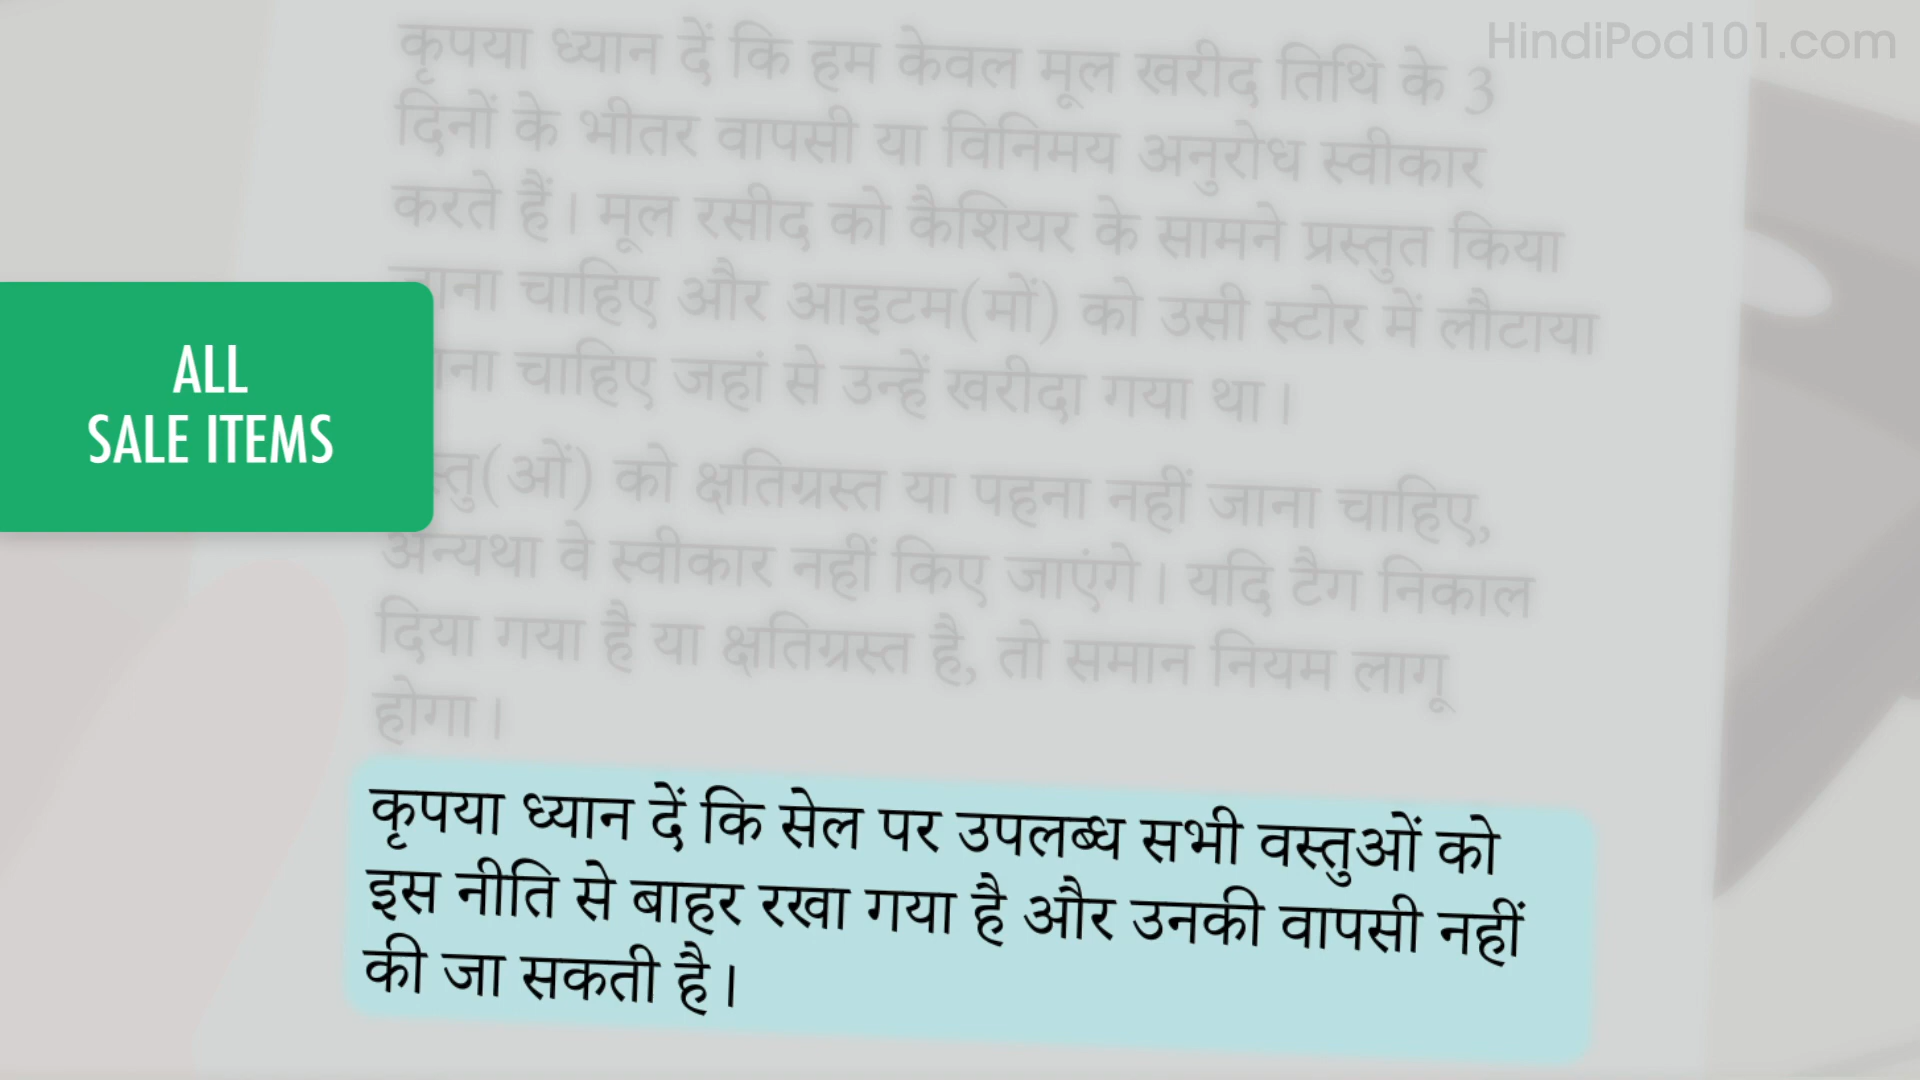 HindiPod101.com
कृपया ध्यान दें कि हम केवल मूल खरीद तिथि के 3
दिनों के भीतर वापसी या विनिमय अनुरोध स्वीकार
करते हैं। मूल रसीद को कैशियर के सामने प्रस्तुत किया
चाहिए और आइटम(मों) को उसी स्टोर में लौटाया
चाहिए जहां से उन्हें खरीदा गया था।
ALL
SALE ITEMS
को क्षतिग्रस्त या पहना नहीं जाना चाहिए,
अन्यथा वे स्वीकार नहीं किए जाएंगे। यदि टैग निकाल
दिया गया है या क्षतिग्रस्त है, तो समान नियम लागू
होगा।
कृपया ध्यान दें कि सेल पर उपलब्ध सभी वस्तुओं को
इस नीति से बाहर रखा गया है और उनकी वापसी नहीं
की जा सकती है।